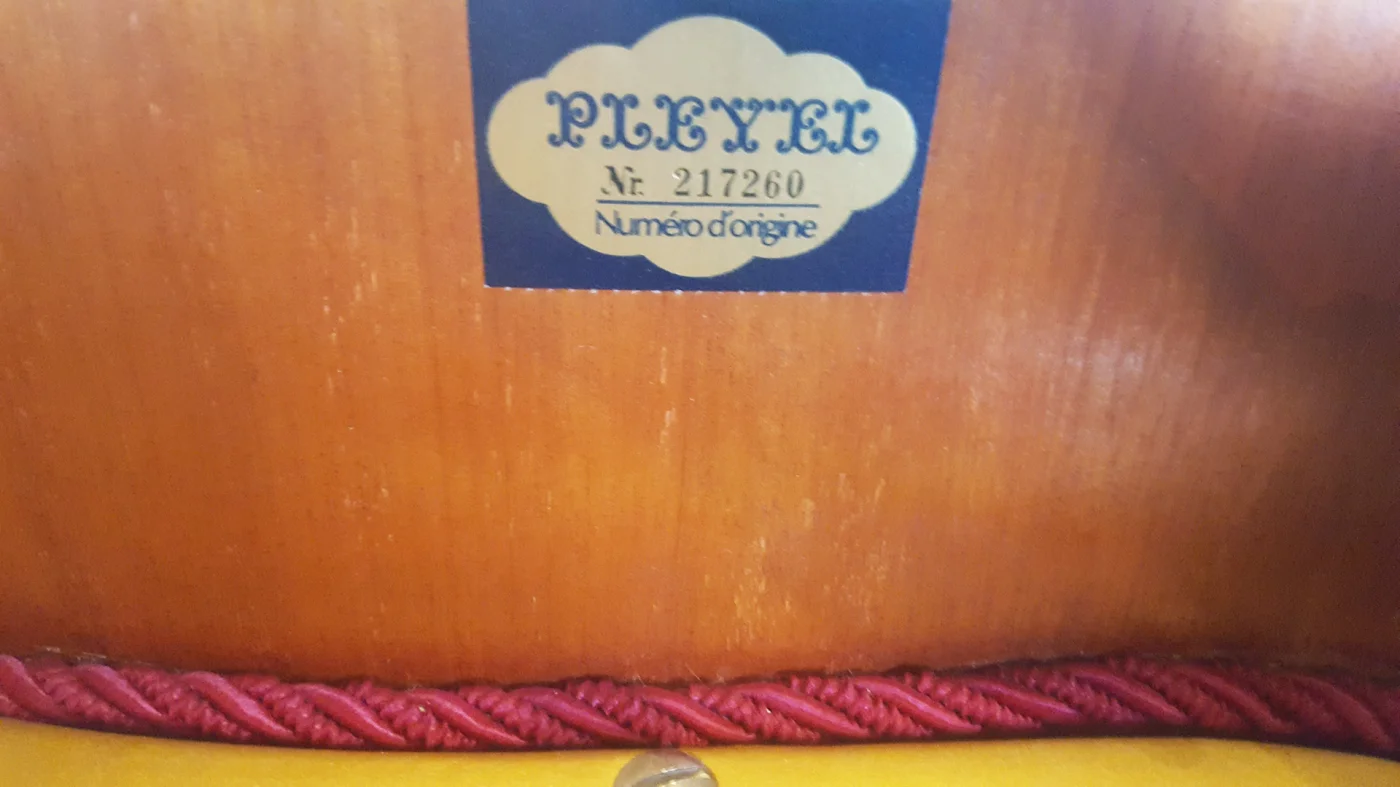 PLEYEL
Nr. 217260
Numéro d'origine